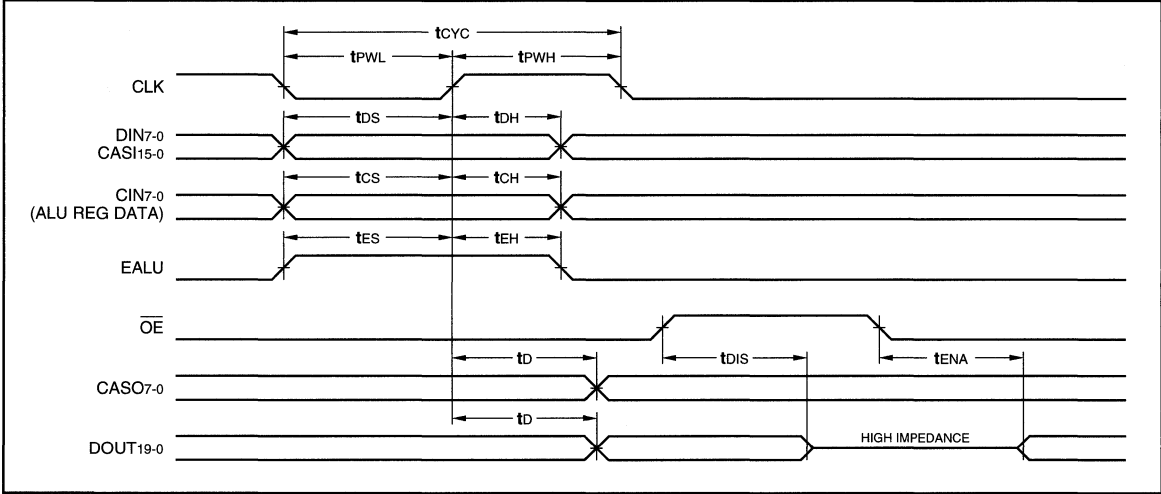 tCYC
tPWL tPWH
CLK
tDS tDH
DIN7-0
CASI15-0
tCS tCH
CIN7-0
(ALU REG DATA)
tES tEH
EALU
OE
tD tDIS tENA
CASO7-0
tD
DOUT19-0 HIGH IMPEDANCE